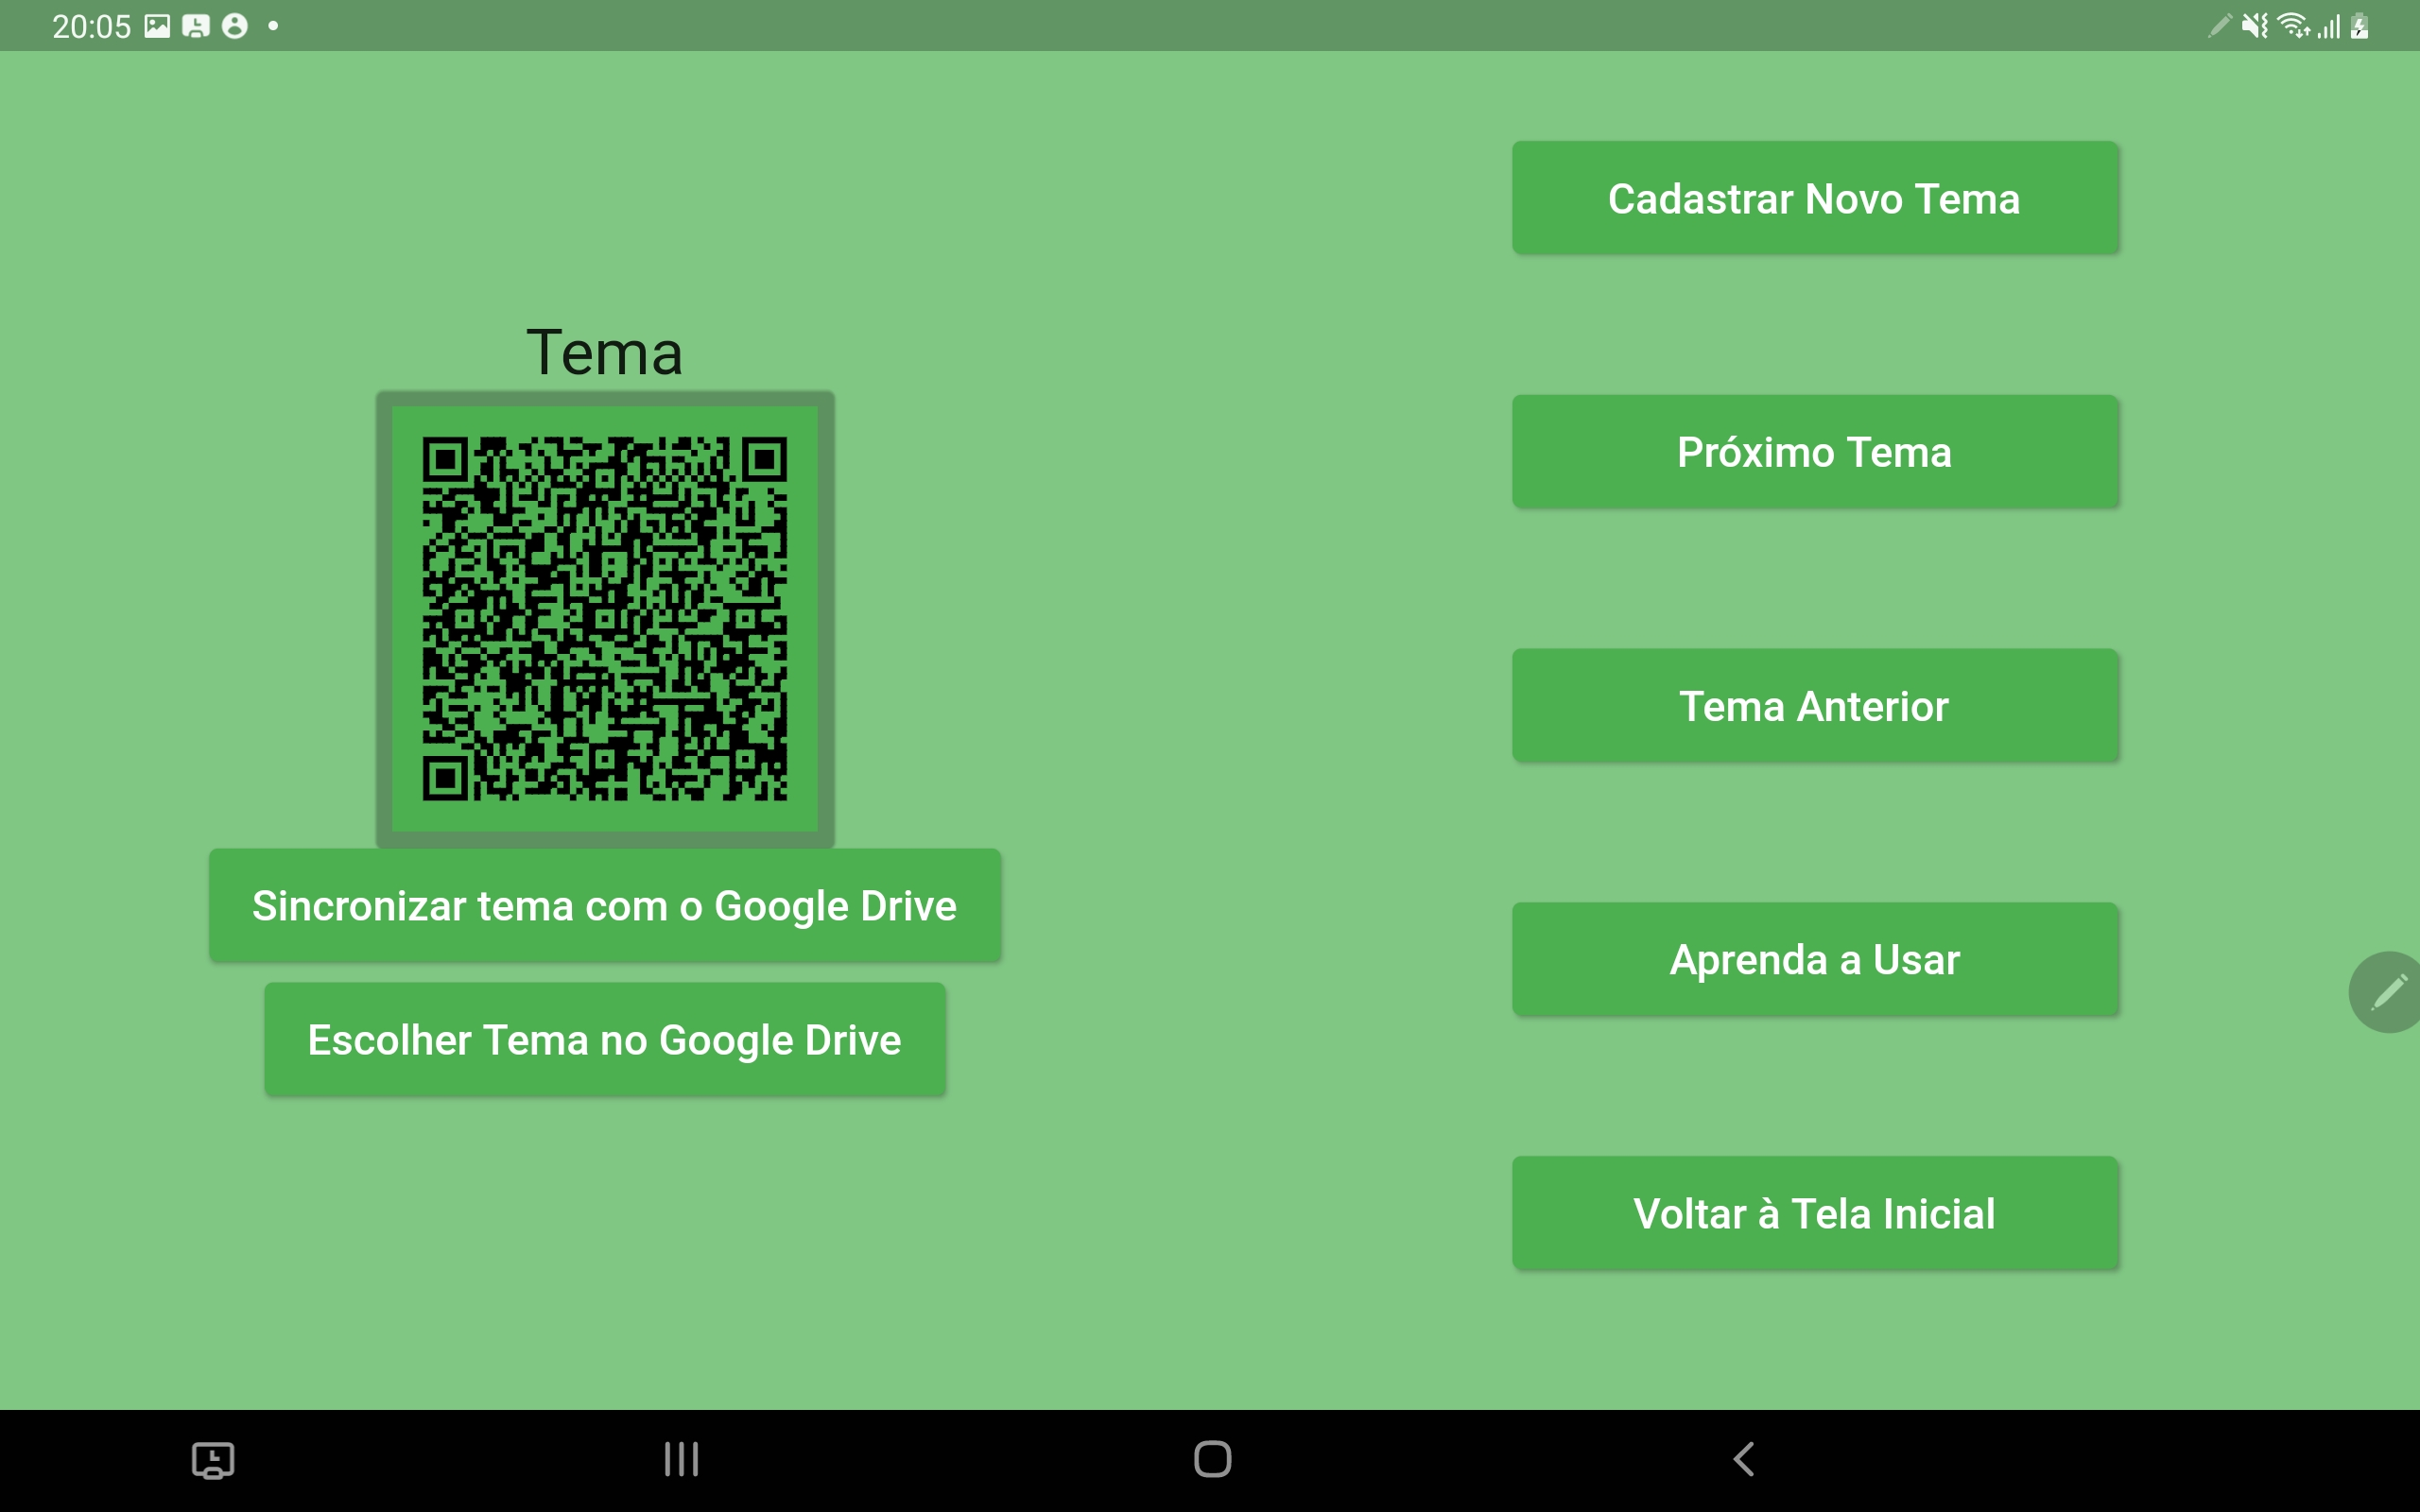 20:05
Tema
Sincronizar tema com o Google Drive
Escolher Tema no Google Drive
Cadastrar Novo Tema
Próximo Tema
Tema Anterior
Aprenda a Usar
Voltar à Tela Inicial